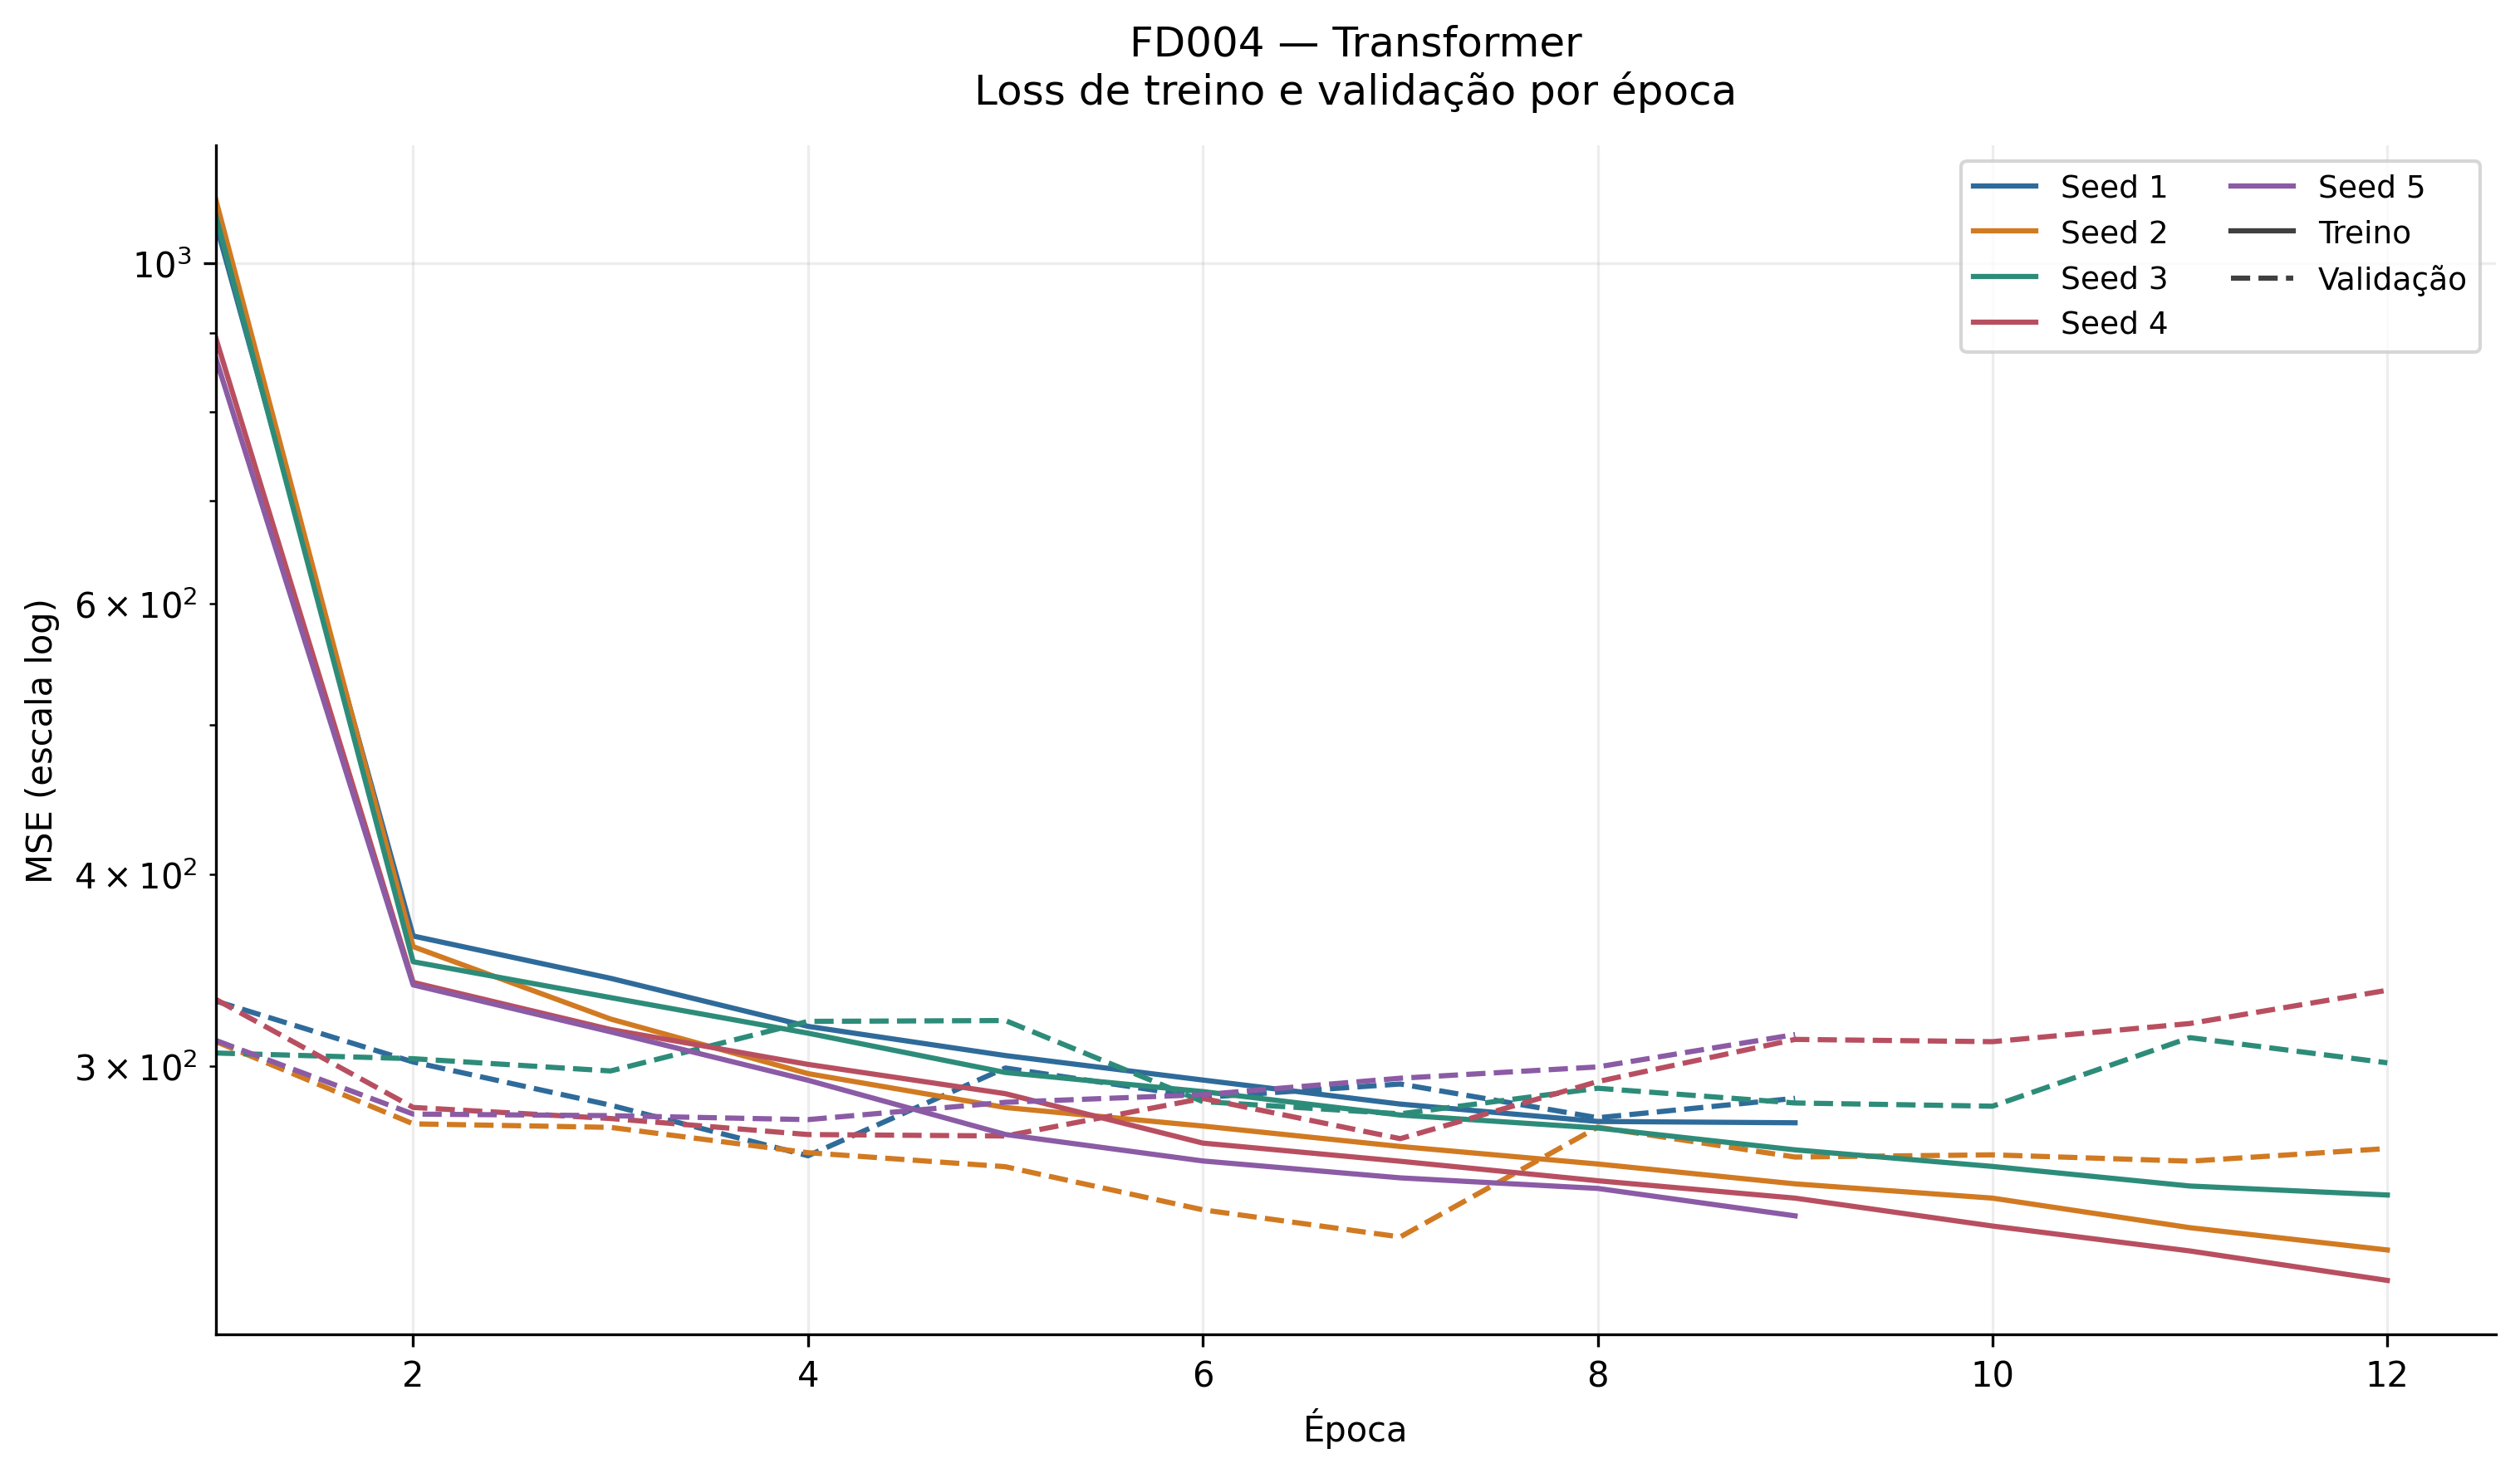 FD004 — Transformer
Loss de treino e validação por época
MSE (escala log)
10³
6 × 10²
4 × 10²
3 × 10²
Seed 1
Seed 2
Seed 3
Seed 4
Seed 5
Treino
Validação
2 4 6 8 10 12
Época